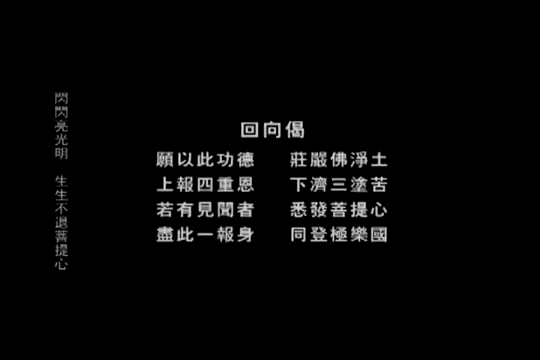 回向偈
願以此功德　莊嚴佛淨土
上報四重恩　下濟三塗苦
若有見聞者　悉發菩提心
盡此一報身　同登極樂國
閃閃亮光明　生生不退菩提心